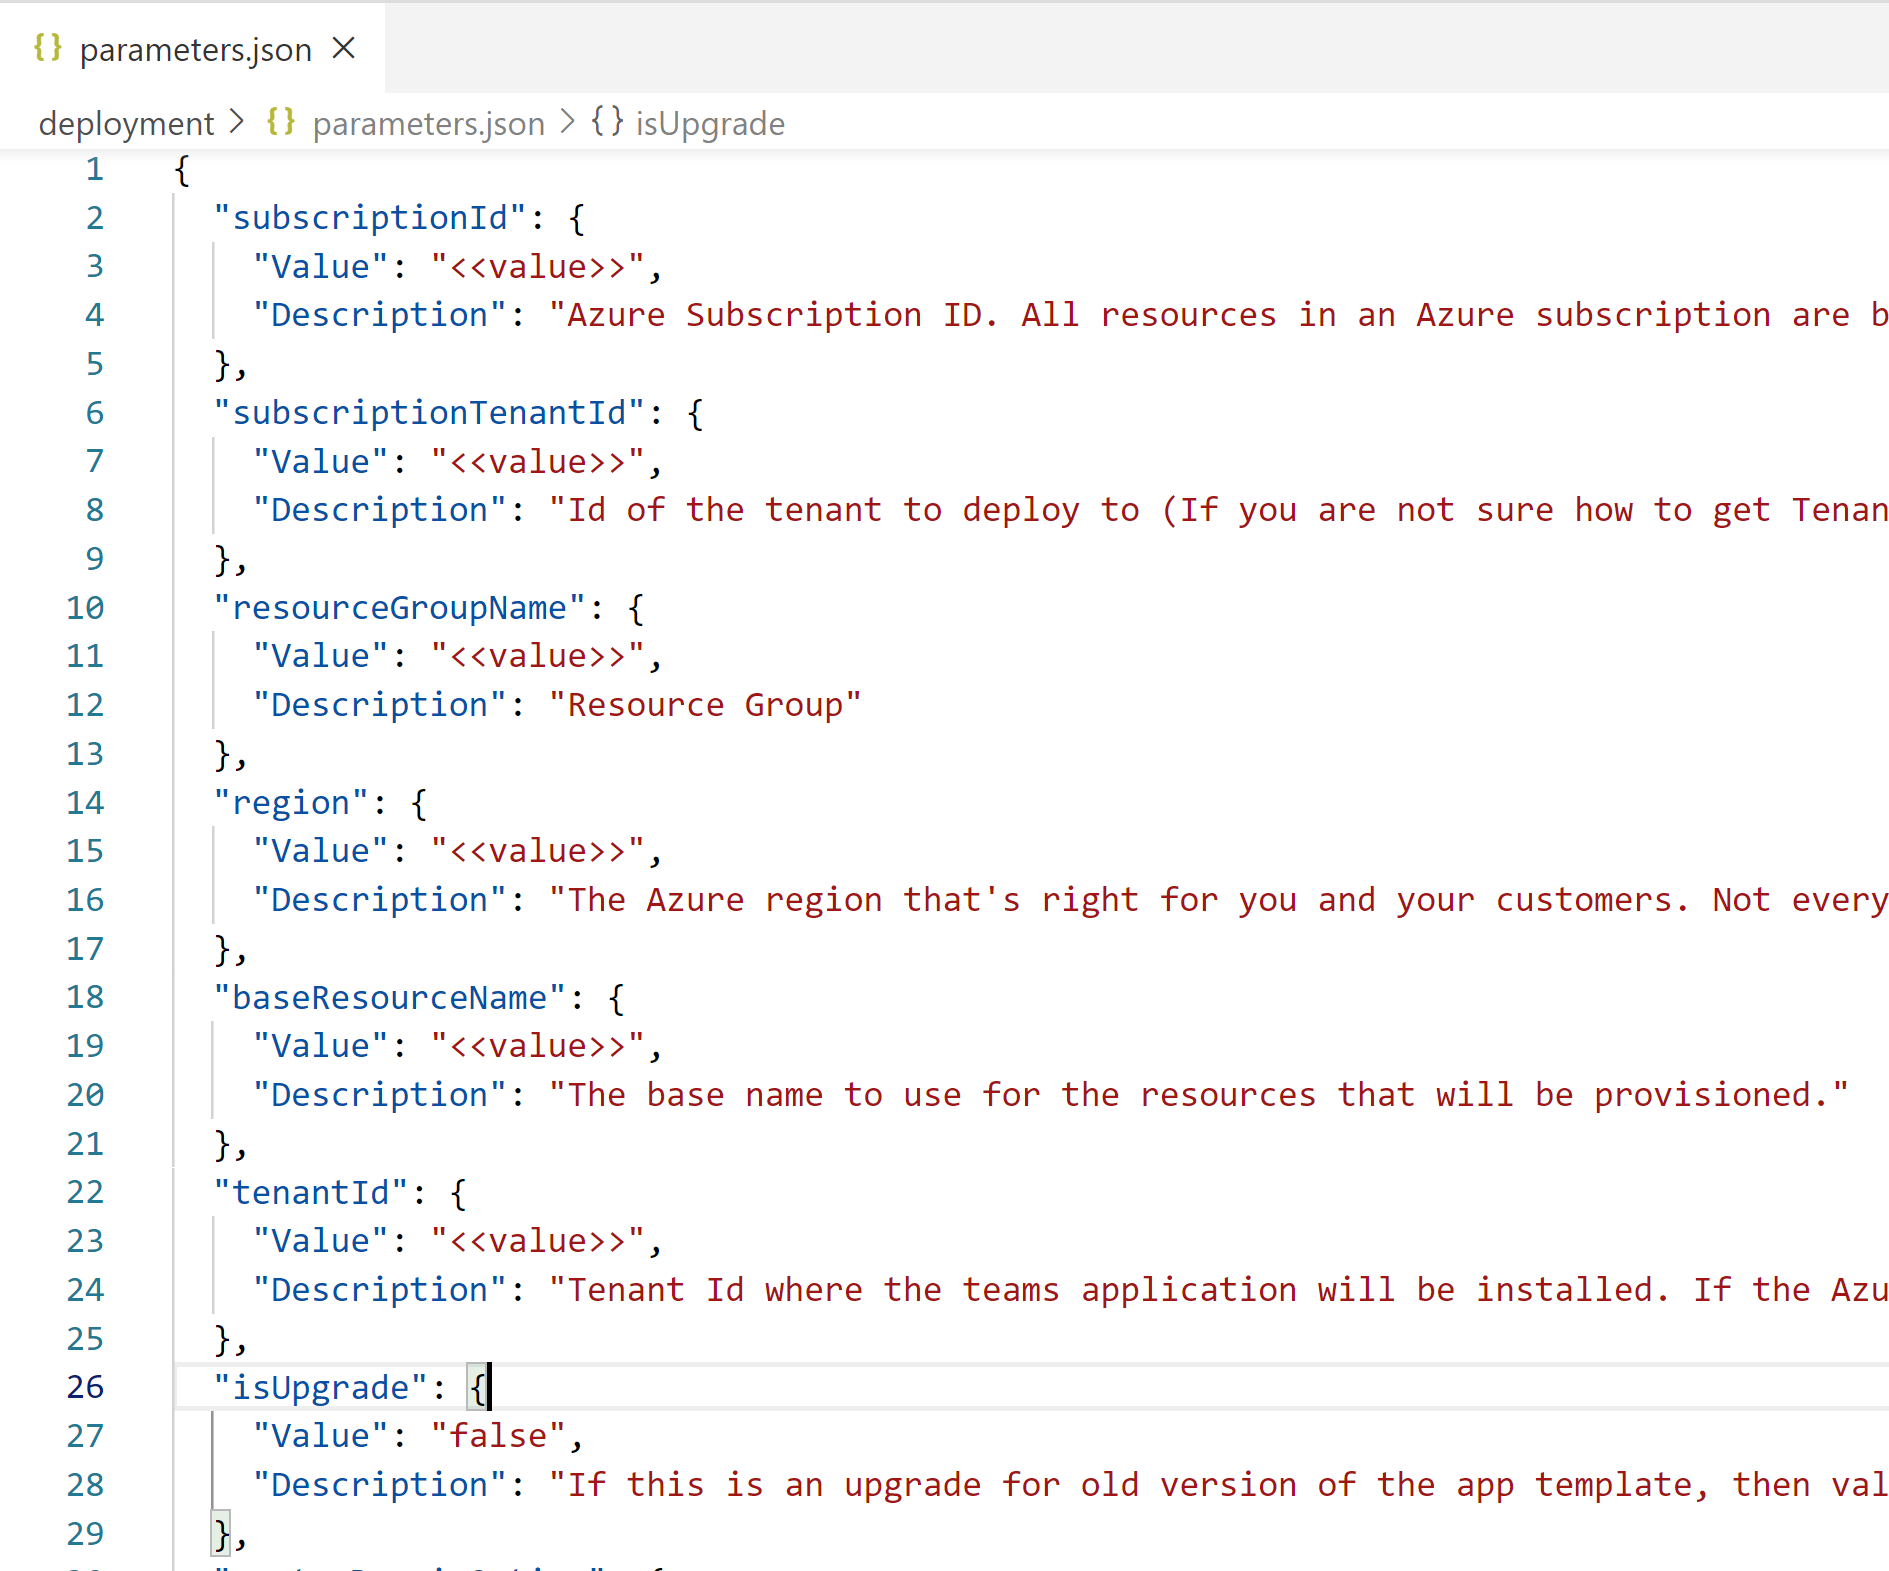 {} parameters.json ×
deployment > {} parameters.json > {} isUpgrade
1 {
2 "subscriptionId": {
3 "Value": "<<value>>",
4 "Description": "Azure Subscription ID. All resources in an Azure subscription are b
5 },
6 "subscriptionTenantId": {
7 "Value": "<<value>>",
8 "Description": "Id of the tenant to deploy to (If you are not sure how to get Tenan
9 },
10 "resourceGroupName": {
11 "Value": "<<value>>",
12 "Description": "Resource Group"
13 },
14 "region": {
15 "Value": "<<value>>",
16 "Description": "The Azure region that's right for you and your customers. Not every
17 },
18 "baseResourceName": {
19 "Value": "<<value>>",
20 "Description": "The base name to use for the resources that will be provisioned."
21 },
22 "tenantId": {
23 "Value": "<<value>>",
24 "Description": "Tenant Id where the teams application will be installed. If the Azu
25 },
26 "isUpgrade": {
27 "Value": "false",
28 "Description": "If this is an upgrade for old version of the app template, then val
29 },